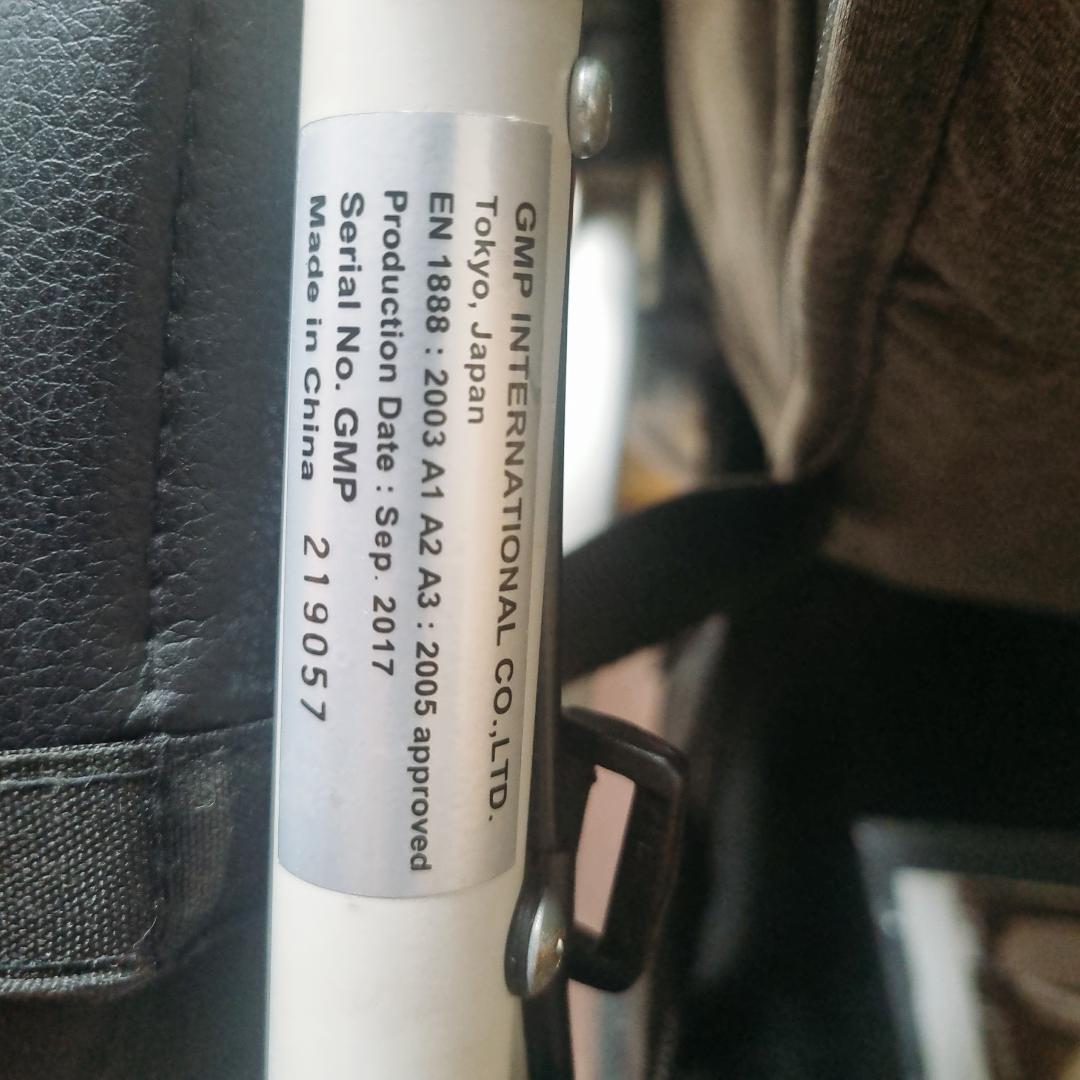 GMP INTERNATIONAL CO.,LTD.
Tokyo, Japan
EN 1888 : 2003 A1 A2 A3 : 2005 approved
Production Date : Sep. 2017
Serial No. GMP 219057
Made in China